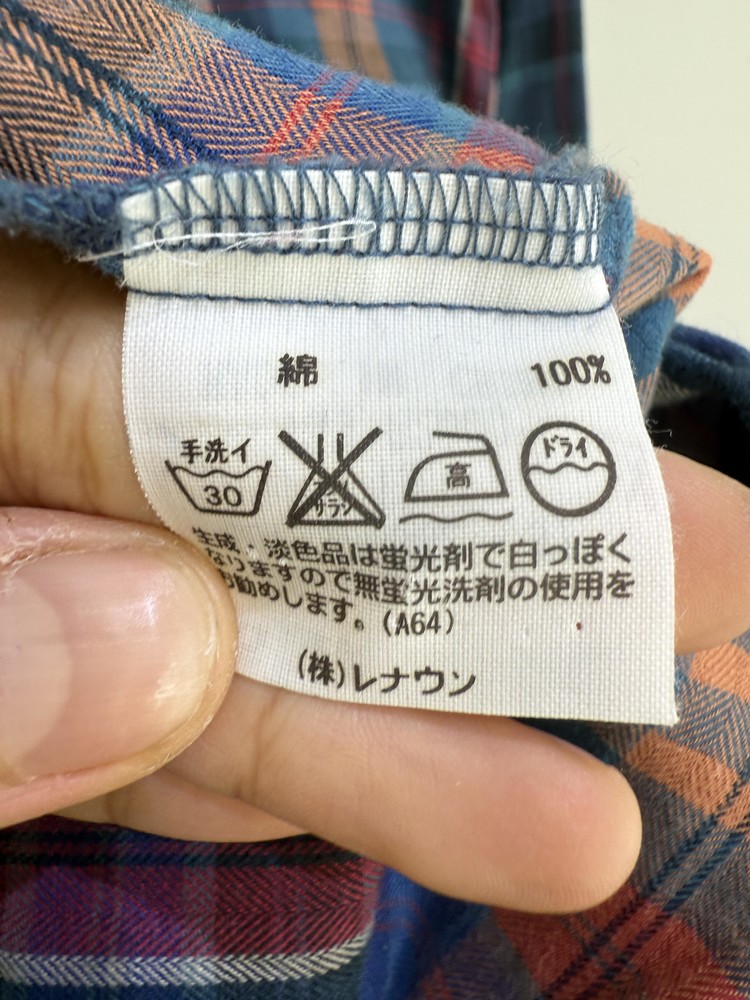 綿 100%
手洗イ 高 ドライ
30
生成・淡色品は蛍光剤で白っぽく
なりますので無蛍光洗剤の使用を
お勧めします。(A64)
(株)レナウン